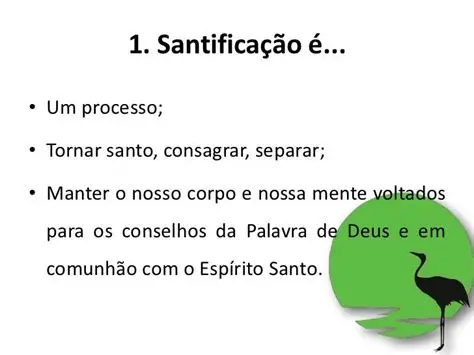 1. Santificação é...
• Um processo;
• Tornar santo, consagrar, separar;
• Manter o nosso corpo e nossa mente voltados
para os conselhos da Palavra de Deus e em
comunhão com o Espírito Santo.